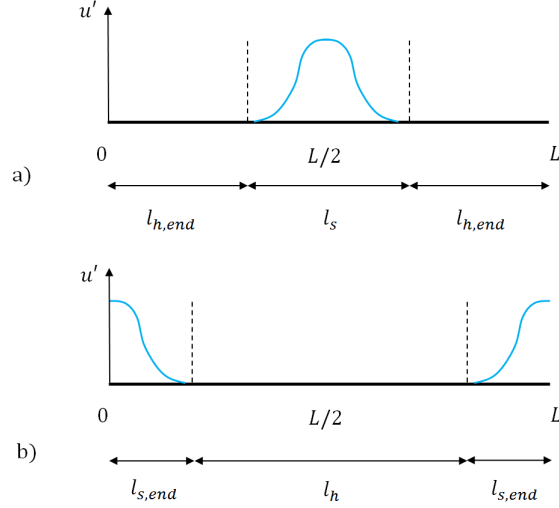 u′
0 L/2 L
a)
l_{h,end} l_s l_{h,end}
u′
0 L/2 L
b)
l_{s,end} l_h l_{s,end}